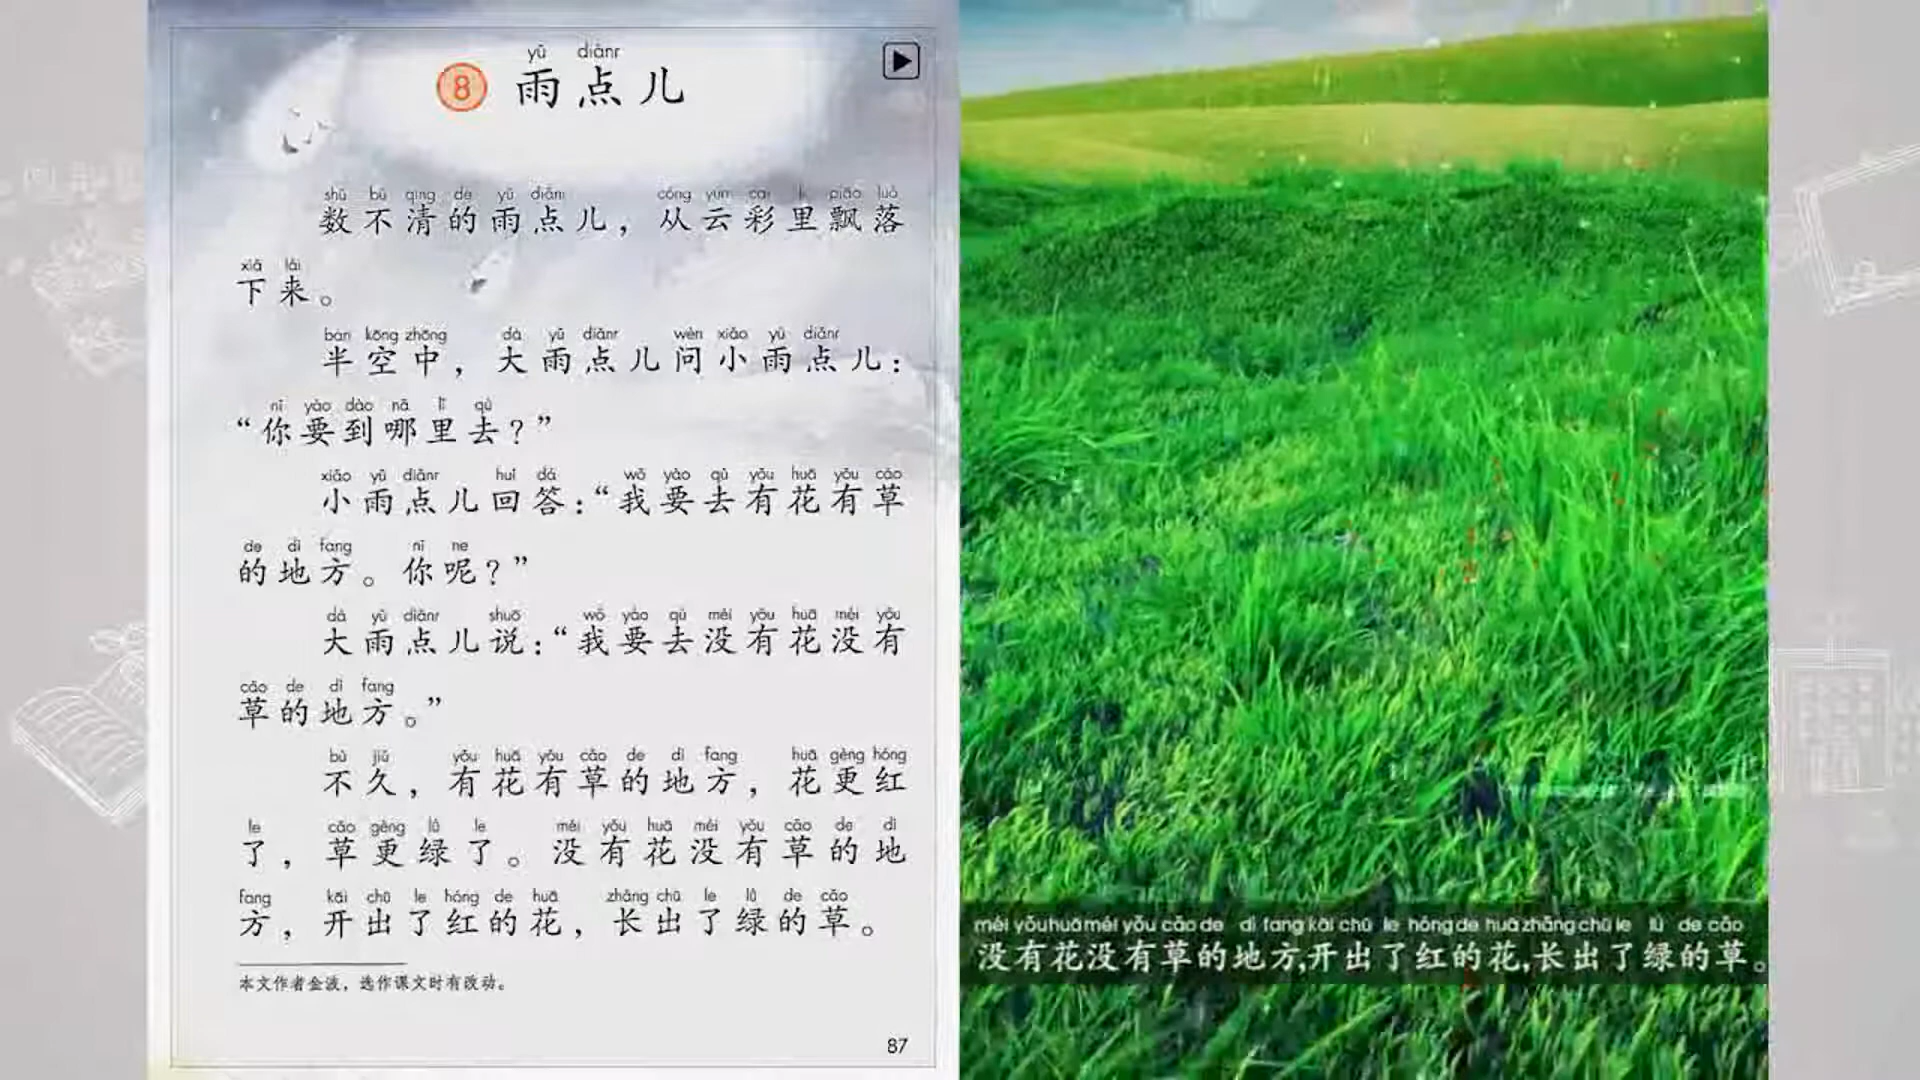 yǔ diǎnr
8 雨点儿
shǔ bù qīng de yǔ diǎnr cóng yún cai li piāo luò
数不清的雨点儿，从云彩里飘落
xià lái
下来。
bàn kōng zhōng dà yǔ diǎnr wèn xiǎo yǔ diǎnr
半空中，大雨点儿问小雨点儿：
nǐ yào dào nǎ lǐ qù
“你要到哪里去？”
xiǎo yǔ diǎnr huí dá wǒ yào qù yǒu huā yǒu cǎo
小雨点儿回答：“我要去有花有草
de dì fang nǐ ne
的地方。你呢？”
dà yǔ diǎnr shuō wǒ yào qù méi yǒu huā méi yǒu
大雨点儿说：“我要去没有花没有
cǎo de dì fang
草的地方。”
bù jiǔ yǒu huā yǒu cǎo de dì fang huā gèng hóng
不久，有花有草的地方，花更红
le cǎo gèng lǜ le méi yǒu huā méi yǒu cǎo de dì
了，草更绿了。没有花没有草的地
fang kāi chū le hóng de huā zhǎng chū le lǜ de cǎo
方，开出了红的花，长出了绿的草。
本文作者金波，选作课文时有改动。
87
méi yǒu huā méi yǒu cǎo de dì fang kāi chū le hóng de huā zhǎng chū le lǜ de cǎo
没有花没有草的地方,开出了红的花,长出了绿的草。